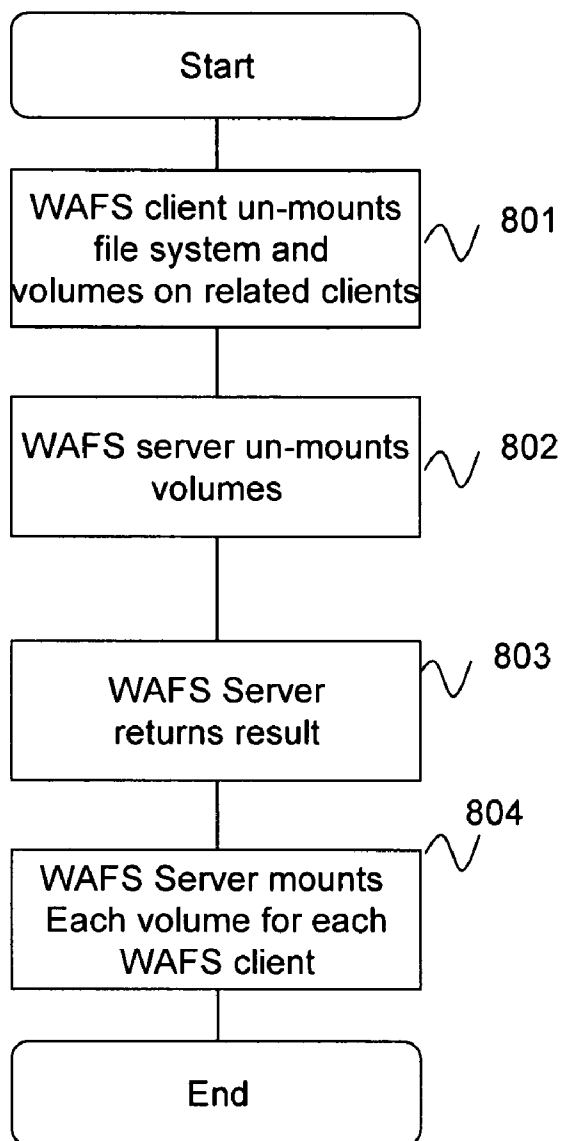 Start
WAFS client un-mounts
file system and
volumes on related clients
801
WAFS server un-mounts
volumes
802
803
WAFS Server
returns result
804
WAFS Server mounts
Each volume for each
WAFS client
End